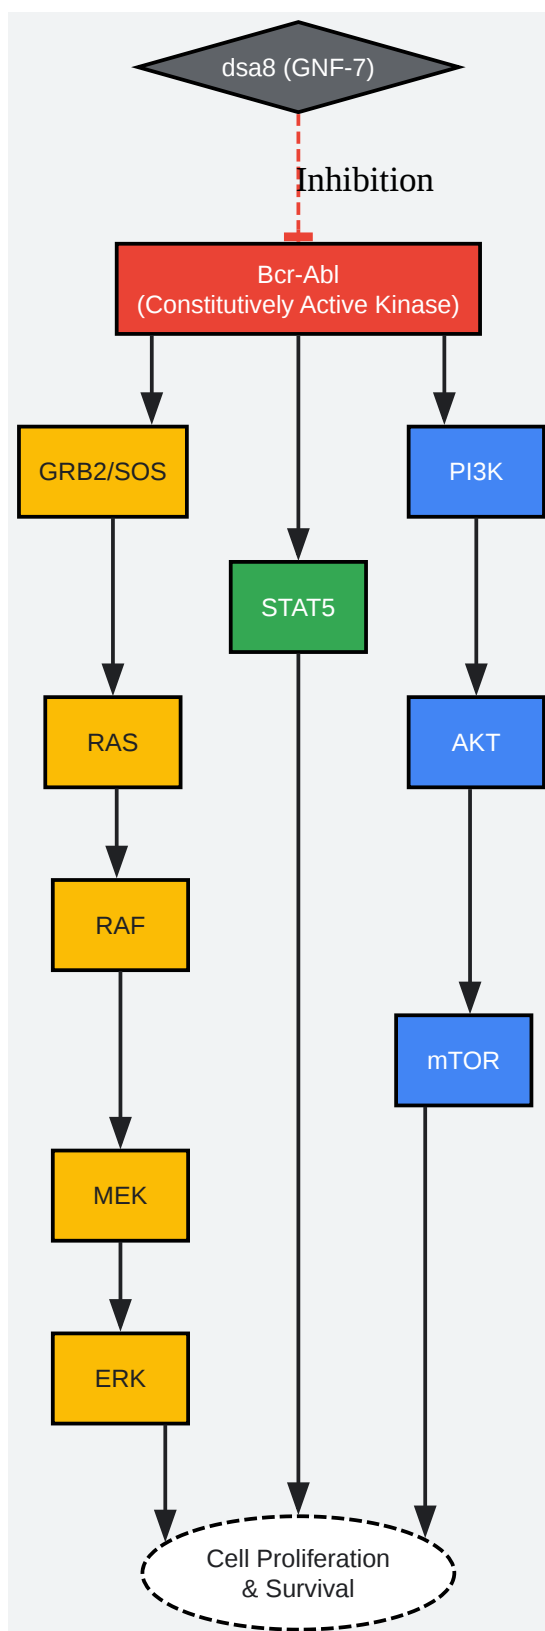 dsa8 (GNF-7)
Inhibition
Bcr-Abl
(Constitutively Active Kinase)
GRB2/SOS
PI3K
STAT5
RAS
AKT
RAF
mTOR
MEK
ERK
Cell Proliferation
& Survival